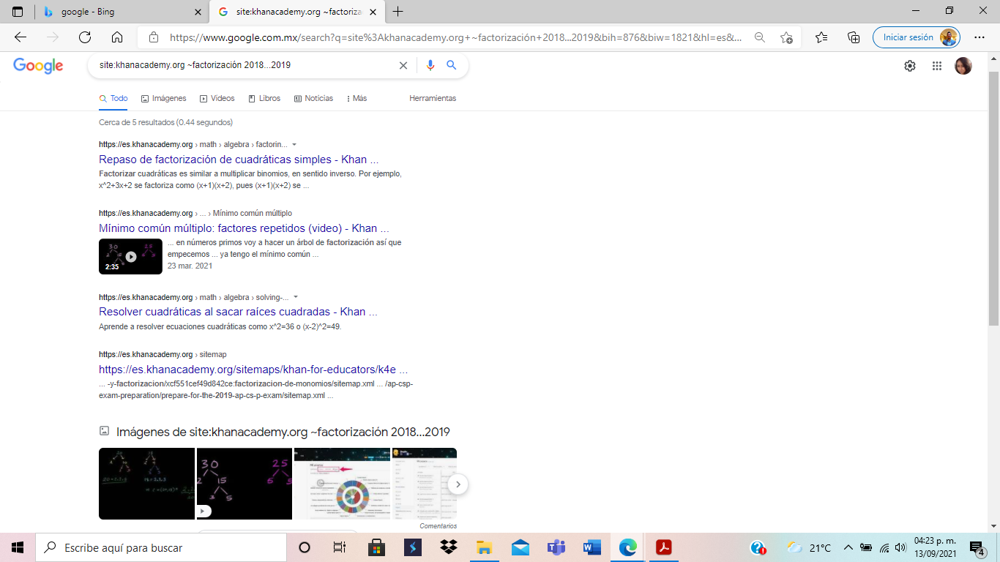 google - Bing
site:khanacademy.org ~factoriza
https://www.google.com.mx/search?q=site%3Akhanacademy.org+~factorización+2018...2019&bih=876&biw=1821&hl=es&...
Iniciar sesión
Google
site:khanacademy.org ~factorización 2018...2019
Todo Imágenes Vídeos Libros Noticias Más Herramientas
Cerca de 5 resultados (0.44 segundos)
https://es.khanacademy.org › math › algebra › factorin...
Repaso de factorización de cuadráticas simples - Khan ...
Factorizar cuadráticas es similar a multiplicar binomios, en sentido inverso. Por ejemplo,
x^2+3x+2 se factoriza como (x+1)(x+2), pues (x+1)(x+2) se ...
https://es.khanacademy.org › ... › Mínimo común múltiplo
Mínimo común múltiplo: factores repetidos (video) - Khan ...
30 25
2:35
... en números primos voy a hacer un árbol de factorización así que
empecemos ... ya tengo el mínimo común ...
23 mar. 2021
https://es.khanacademy.org › math › algebra › solving-...
Resolver cuadráticas al sacar raíces cuadradas - Khan ...
Aprende a resolver ecuaciones cuadráticas como x^2=36 o (x-2)^2=49.
https://es.khanacademy.org › sitemap
https://es.khanacademy.org/sitemaps/khan-for-educators/k4e ...
... -y-factorizacion/xcf551cef49d842ce:factorizacion-de-monomios/sitemap.xml ... /ap-csp-
exam-preparation/prepare-for-the-2019-ap-cs-p-exam/sitemap.xml ...
Imágenes de site:khanacademy.org ~factorización 2018...2019
30 25
2 15 5 5
3 5
Comentarios
Escribe aquí para buscar
21°C
04:23 p. m.
13/09/2021
4